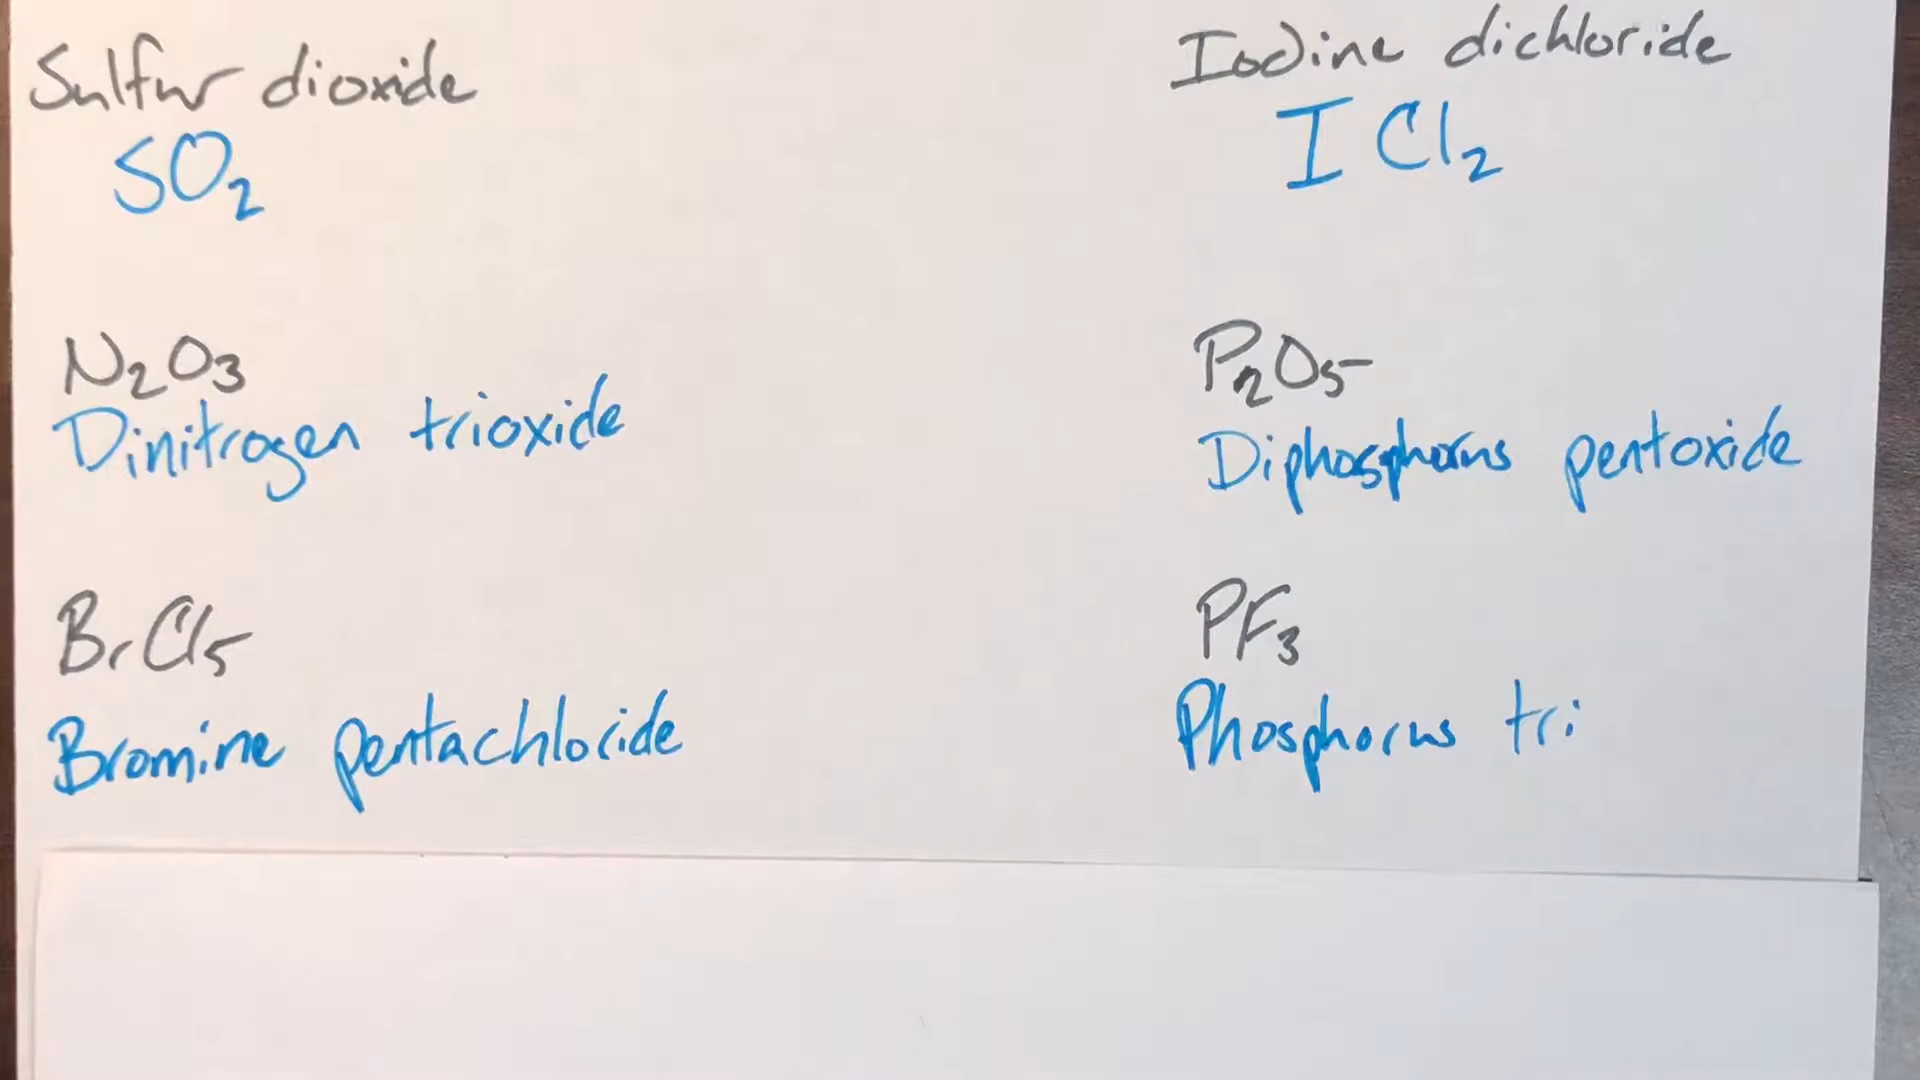 Sulfur dioxide
SO₂
Iodine dichloride
ICl₂
N₂O₃
Dinitrogen trioxide
P₂O₅
Diphosphorus pentoxide
BrCl₅
Bromine pentachloride
PF₃
Phosphorus tri